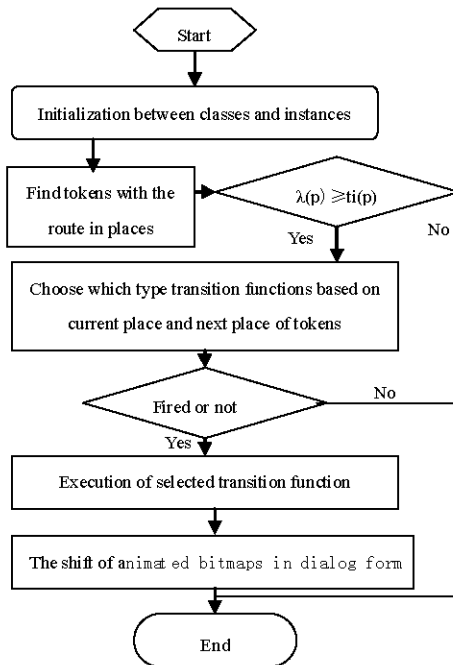 Start
Initialization between classes and instances
Find tokens with the
route in places
λ(p) ≥ti(p)
Yes
No
Choose which type transition functions based on
current place and next place of tokens
Fired or not
No
Yes
Execution of selected transition function
The shift of animated bitmaps in dialog form
End